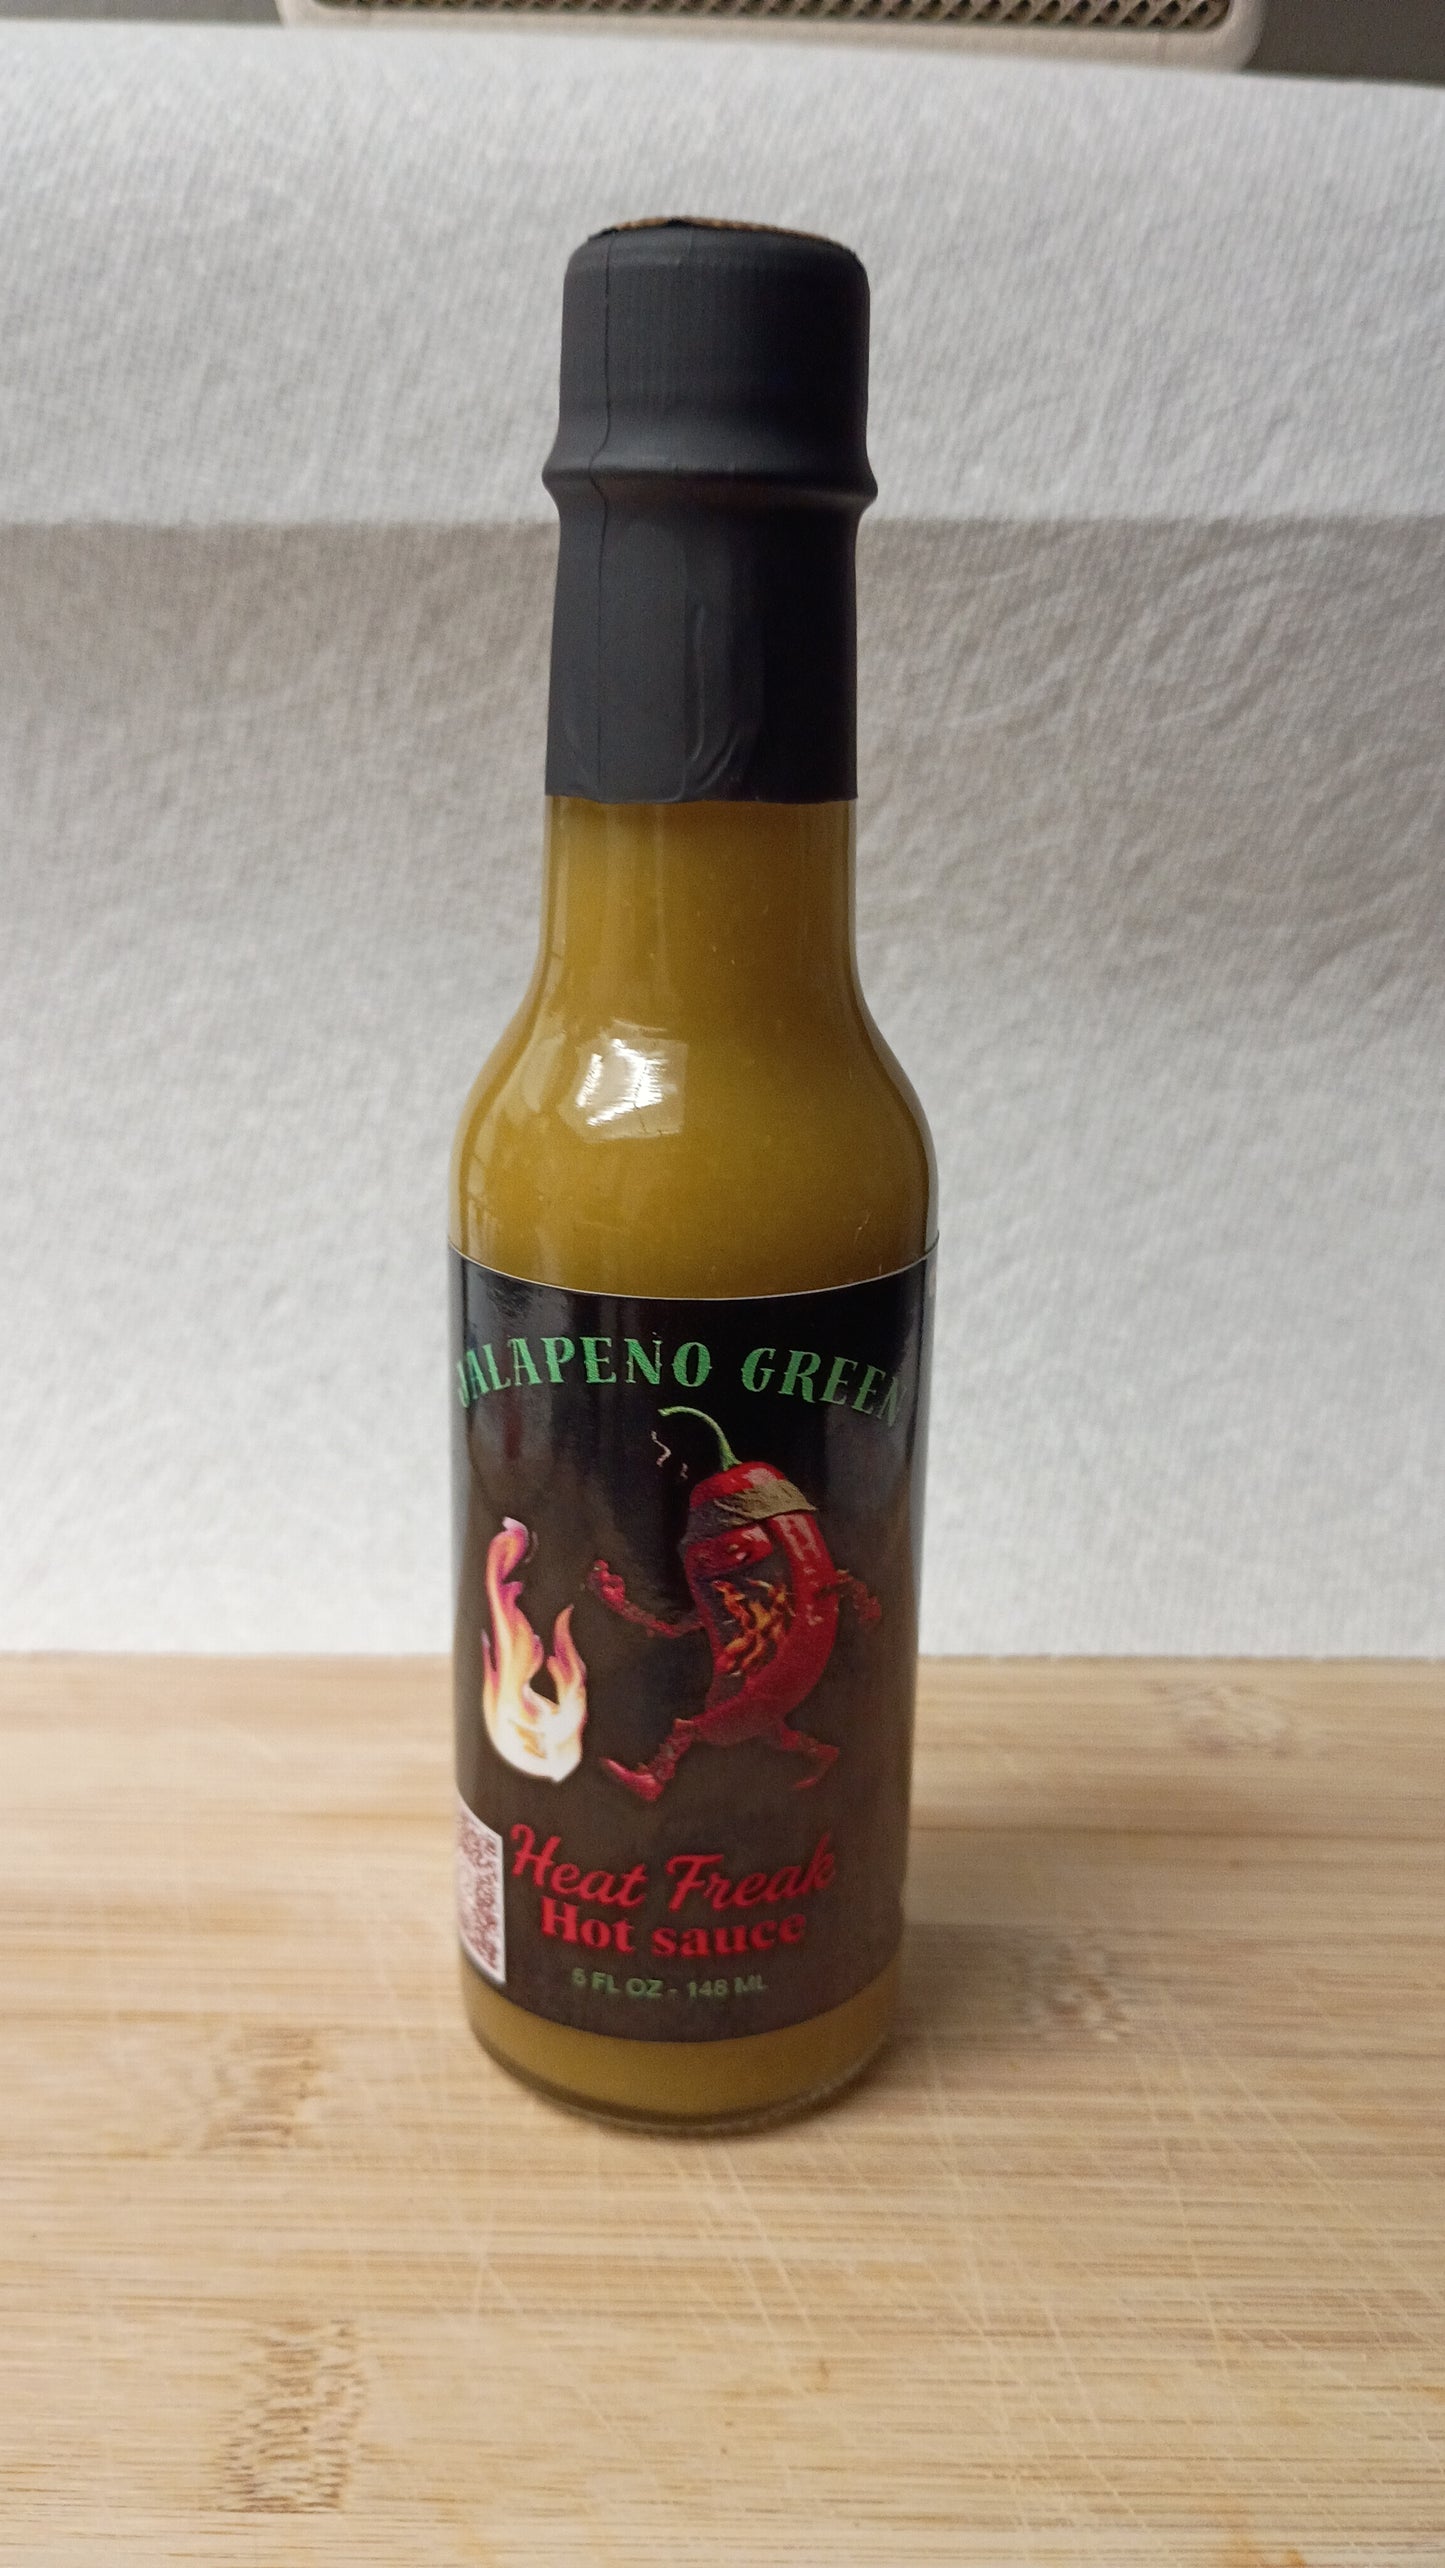 JALAPENO GREEN
Heat Freak
Hot sauce
5 FL OZ - 148 ML